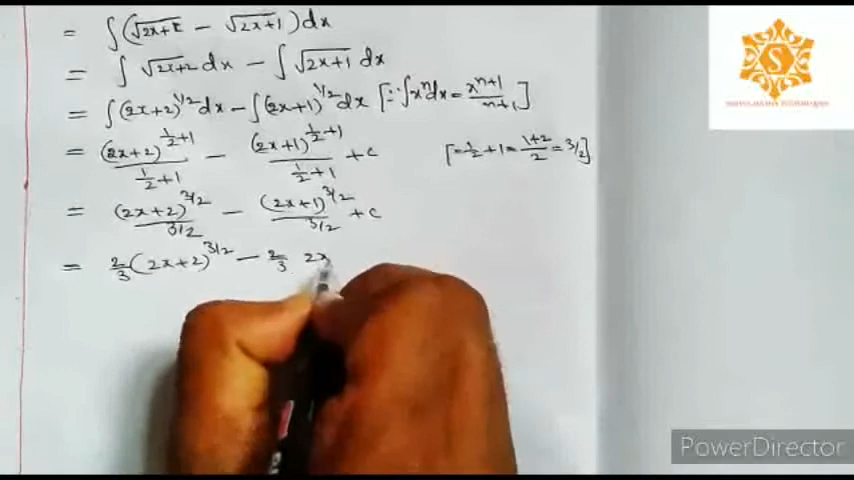 = ∫(√2x+2 − √2x+1) dx
= ∫ √2x+2 dx − ∫ √2x+1 dx
= ∫(2x+2)^1/2 dx − ∫(2x+1)^1/2 dx [∵∫x^n dx = x^n+1/n+1]
= (2x+2)^1/2+1/1/2+1 − (2x+1)^1/2+1/1/2+1 + c [=1/2+1=1+2/2=3/2]
= (2x+2)^3/2/3/2 − (2x+1)^3/2/3/2 + c
= 2/3(2x+2)^3/2 − 2/3 2x
S
PowerDirector